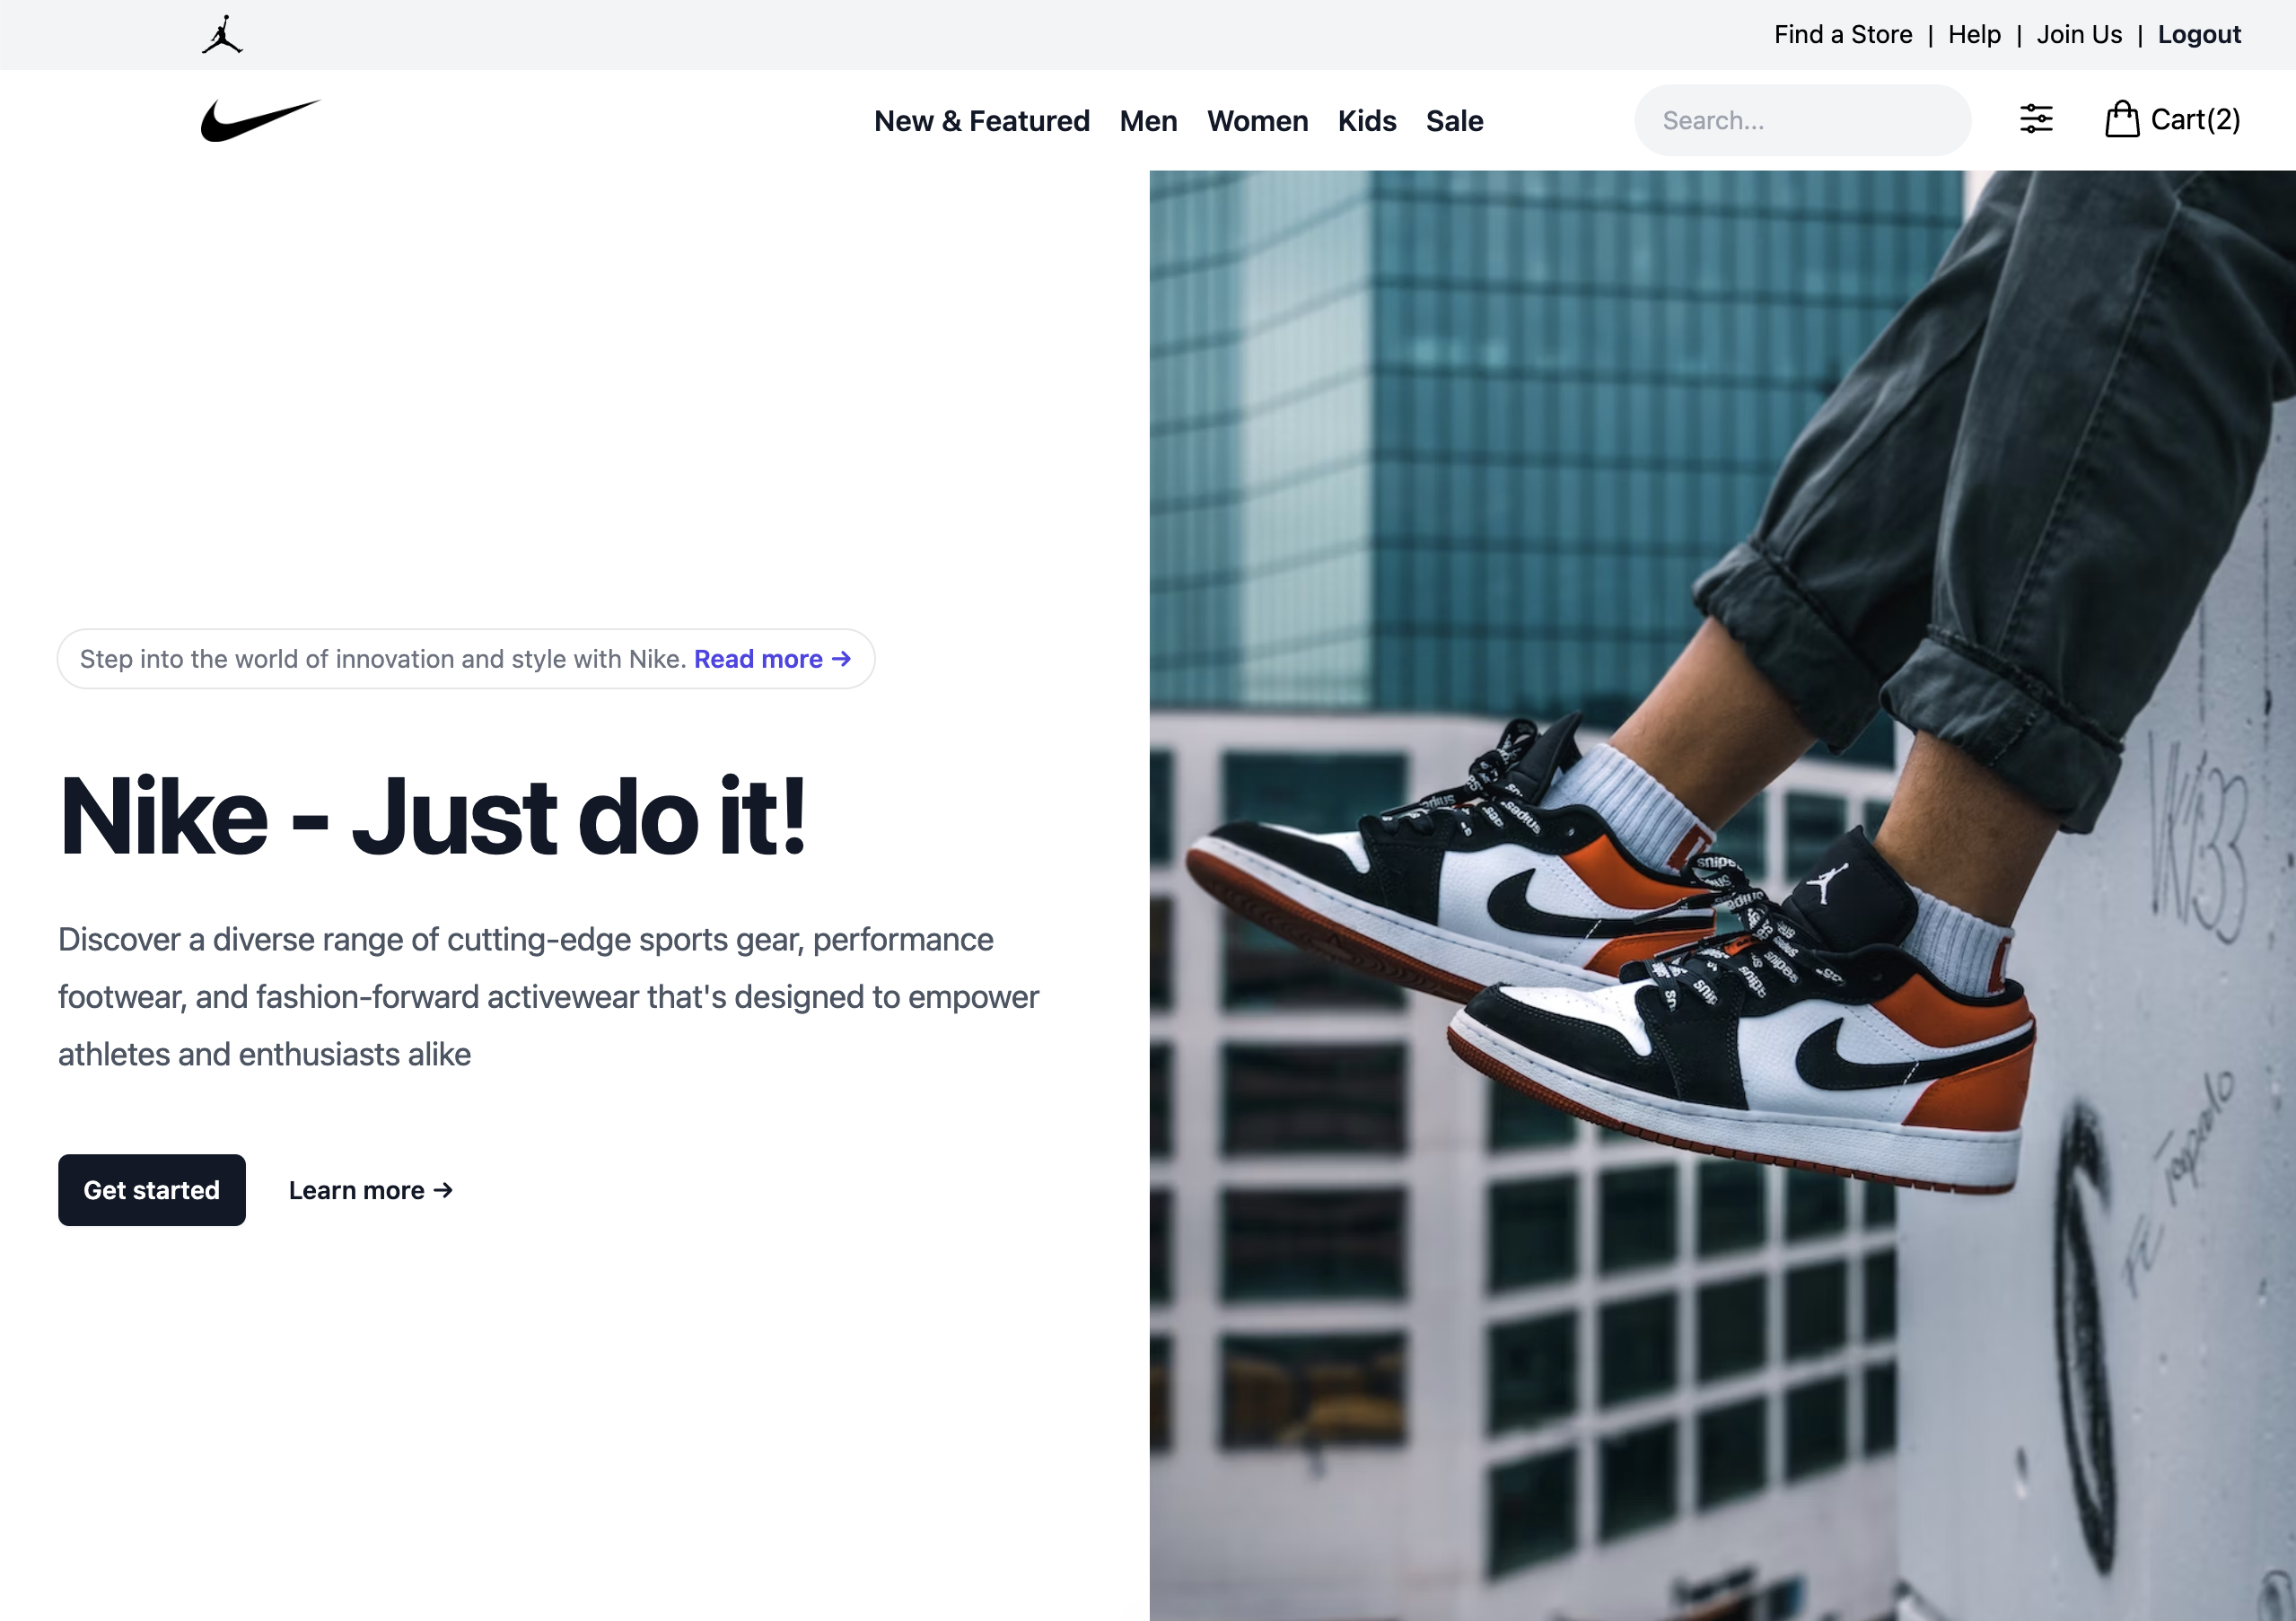 Find a Store | Help | Join Us | Logout
New & Featured Men Women Kids Sale
Search...
Cart(2)
Step into the world of innovation and style with Nike. Read more →
Nike - Just do it!
Discover a diverse range of cutting-edge sports gear, performance
footwear, and fashion-forward activewear that's designed to empower
athletes and enthusiasts alike
Get started
Learn more →
snipes